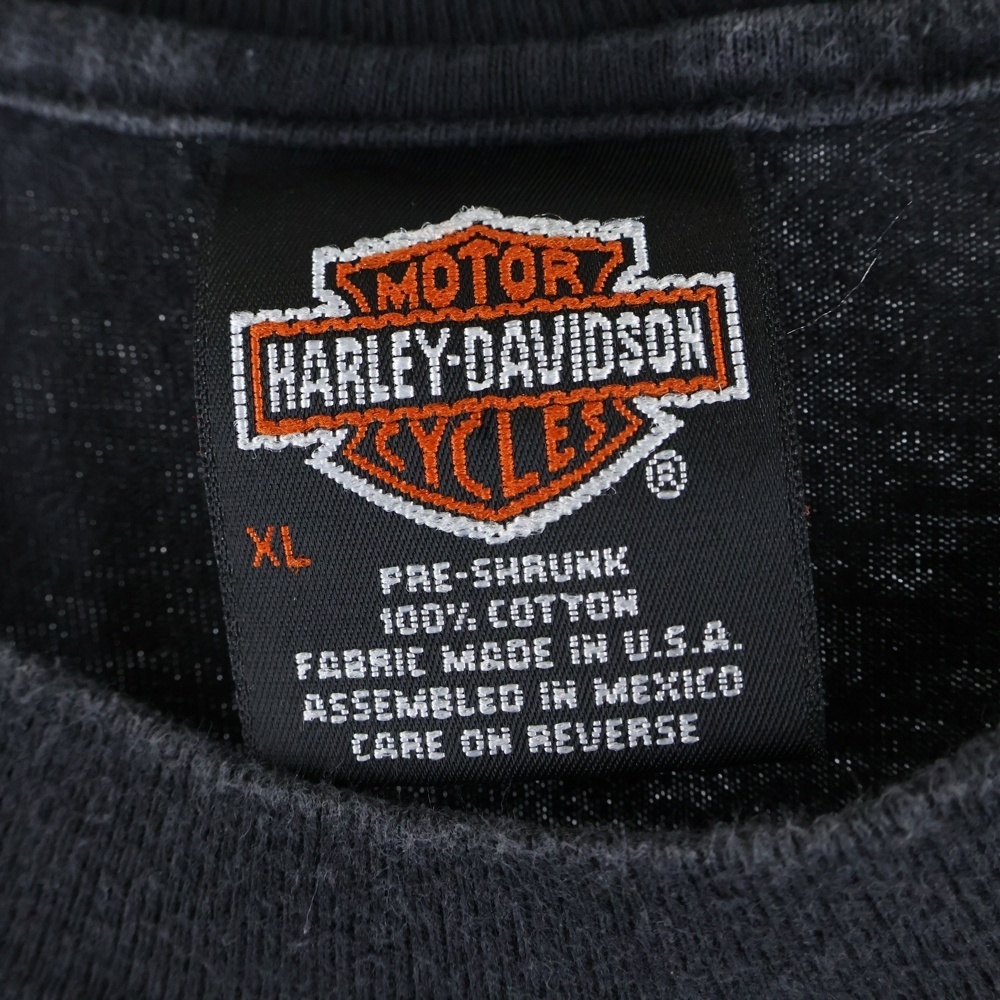 MOTOR
HARLEY-DAVIDSON
CYCLES
®
XL
PRE-SHRUNK
100% COTTON
FABRIC MADE IN U.S.A.
ASSEMBLED IN MEXICO
CARE ON REVERSE